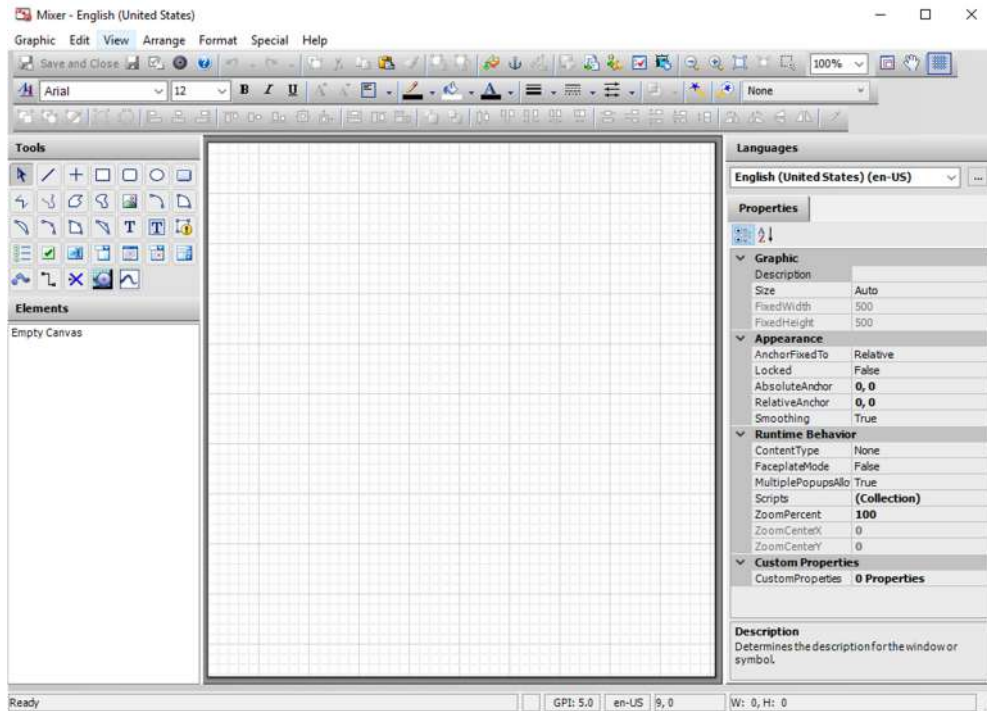 Mixer - English (United States)
Graphic Edit View Arrange Format Special Help
Save and Close 100%
Arial 12 B I U A None
Tools
T T
Elements
Empty Canvas
Languages
English (United States) (en-US) ...
Properties
Graphic
Description
Size Auto
FixedWidth 500
FixedHeight 500
Appearance
AnchorFixedTo Relative
Locked False
AbsoluteAnchor 0, 0
RelativeAnchor 0, 0
Smoothing True
Runtime Behavior
ContentType None
FaceplateMode False
MultiplePopupsAllo True
Scripts (Collection)
ZoomPercent 100
ZoomCenterX 0
ZoomCenterY 0
Custom Properties
CustomProperties 0 Properties
Description
Determines the description for the window or
symbol.
Ready GPI: 5.0 en-US 9, 0 W: 0, H: 0